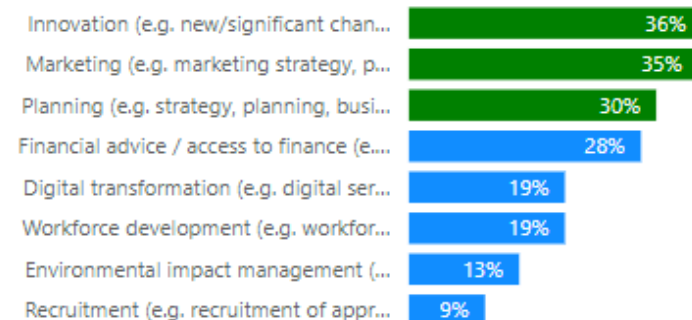 Innovation (e.g. new/significant chan... 36%
Marketing (e.g. marketing strategy, p... 35%
Planning (e.g. strategy, planning, busi... 30%
Financial advice / access to finance (e.... 28%
Digital transformation (e.g. digital ser... 19%
Workforce development (e.g. workfor... 19%
Environmental impact management (... 13%
Recruitment (e.g. recruitment of appr... 9%